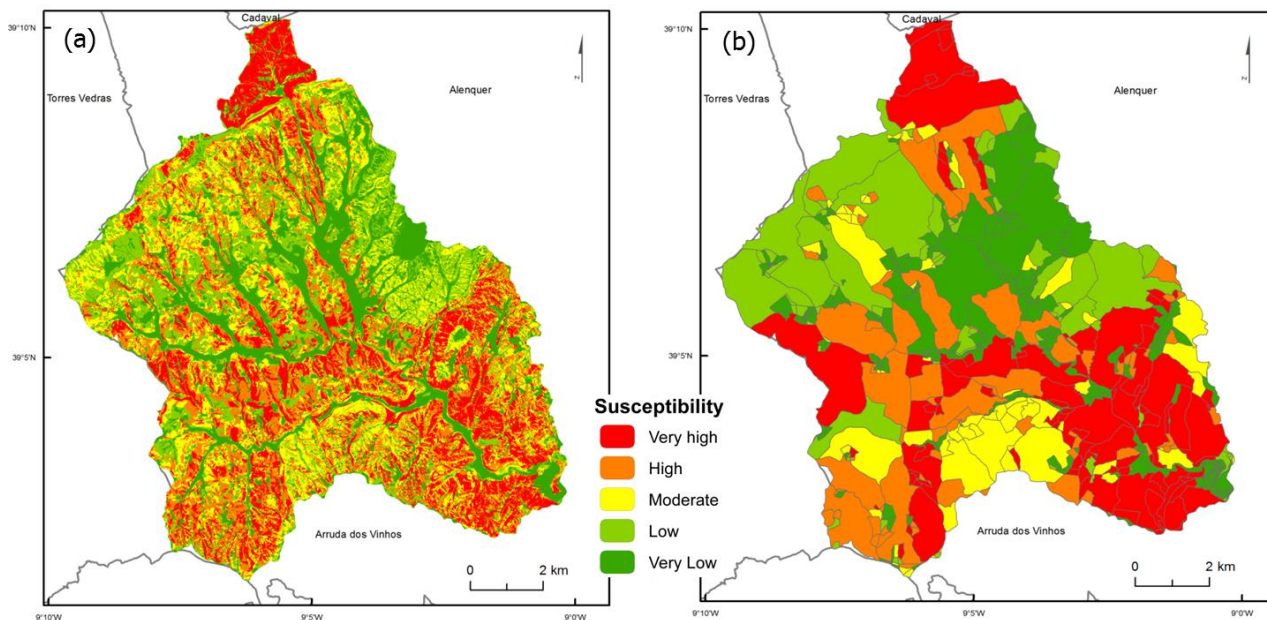 Cadaval
39°10'N
(a)
N
Torres Vedras
Alenquer
39°5'N
Arruda dos Vinhos
0 2 km
9°10'W
9°5'W
9°0'W
Susceptibility
Very high
High
Moderate
Low
Very Low
Cadaval
39°10'N
(b)
N
Torres Vedras
Alenquer
39°5'N
Arruda dos Vinhos
0 2 km
9°10'W
9°5'W
9°0'W